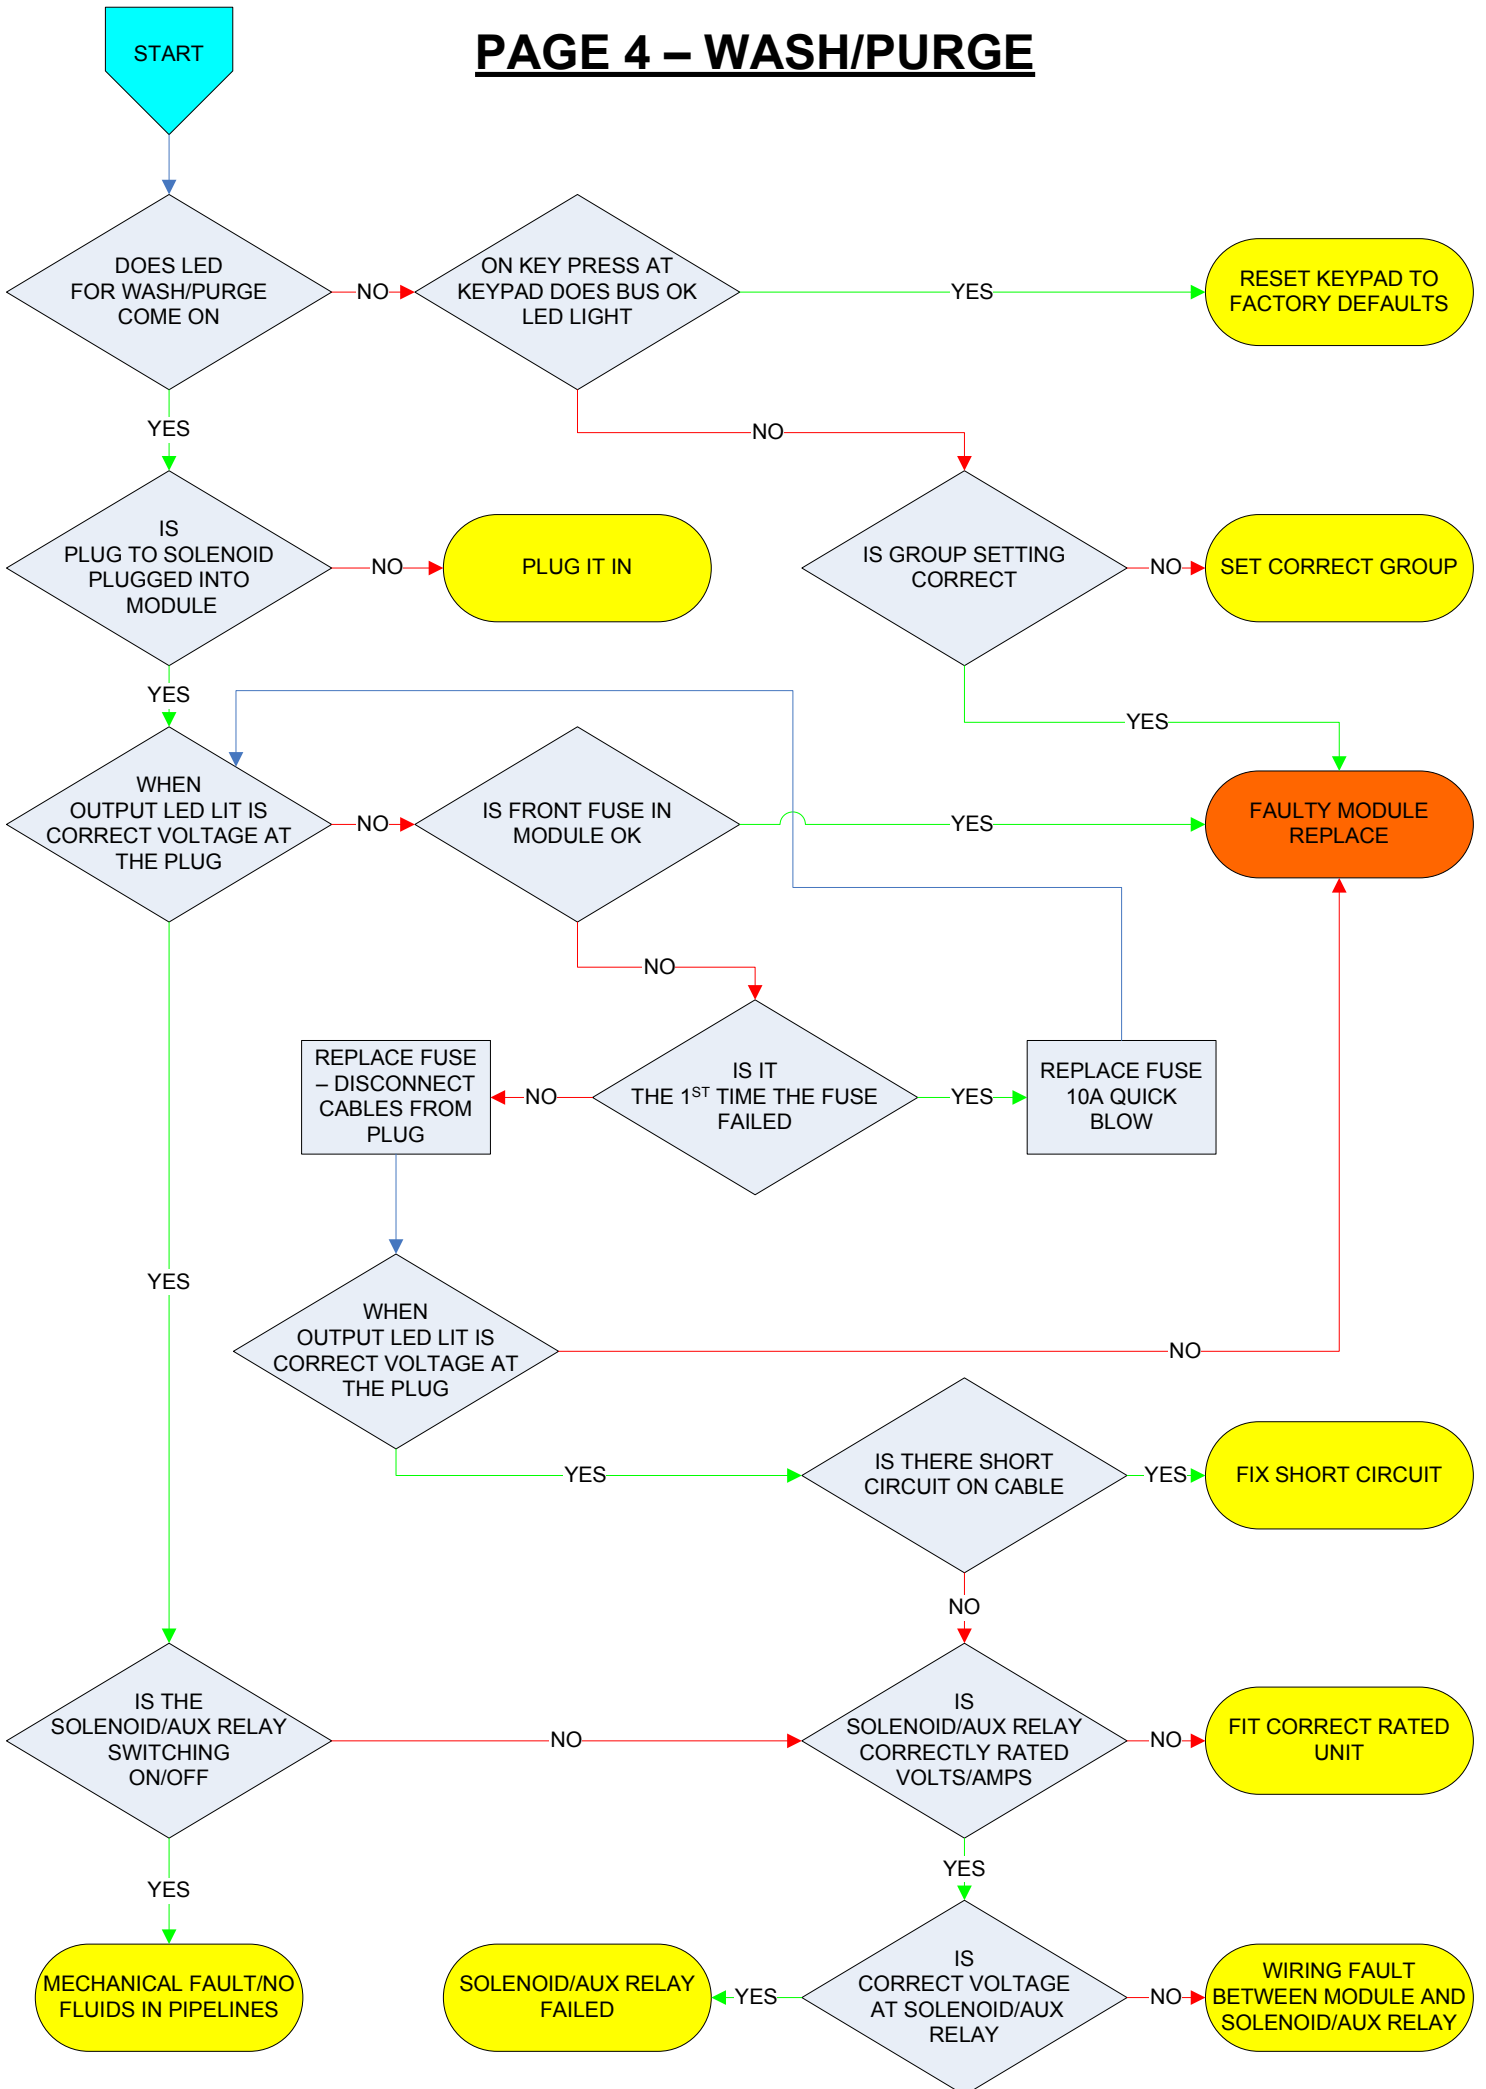 START
PAGE 4 – WASH/PURGE
DOES LED
FOR WASH/PURGE
COME ON
NO
ON KEY PRESS AT
KEYPAD DOES BUS OK
LED LIGHT
YES
RESET KEYPAD TO
FACTORY DEFAULTS
YES
NO
IS
PLUG TO SOLENOID
PLUGGED INTO
MODULE
NO
PLUG IT IN
IS GROUP SETTING
CORRECT
NO
SET CORRECT GROUP
YES
YES
WHEN
OUTPUT LED LIT IS
CORRECT VOLTAGE AT
THE PLUG
NO
IS FRONT FUSE IN
MODULE OK
YES
FAULTY MODULE
REPLACE
NO
REPLACE FUSE
– DISCONNECT
CABLES FROM
PLUG
NO
IS IT
THE 1ST TIME THE FUSE
FAILED
YES
REPLACE FUSE
10A QUICK
BLOW
YES
WHEN
OUTPUT LED LIT IS
CORRECT VOLTAGE AT
THE PLUG
NO
YES
IS THERE SHORT
CIRCUIT ON CABLE
YES
FIX SHORT CIRCUIT
NO
IS THE
SOLENOID/AUX RELAY
SWITCHING
ON/OFF
NO
IS
SOLENOID/AUX RELAY
CORRECTLY RATED
VOLTS/AMPS
NO
FIT CORRECT RATED
UNIT
YES
YES
MECHANICAL FAULT/NO
FLUIDS IN PIPELINES
SOLENOID/AUX RELAY
FAILED
YES
IS
CORRECT VOLTAGE
AT SOLENOID/AUX
RELAY
NO
WIRING FAULT
BETWEEN MODULE AND
SOLENOID/AUX RELAY